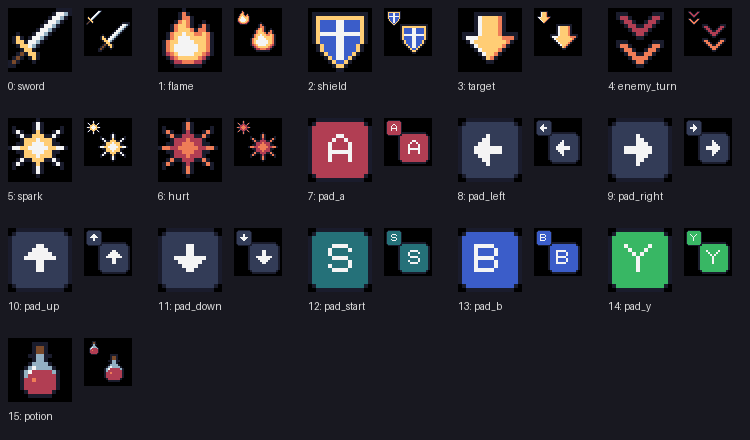 0: sword
1: flame
2: shield
3: target
4: enemy_turn
A
A
A
5: spark
6: hurt
7: pad_a
8: pad_left
9: pad_right
S
S
S
B
B
B
Y
Y
Y
10: pad_up
11: pad_down
12: pad_start
13: pad_b
14: pad_y
15: potion